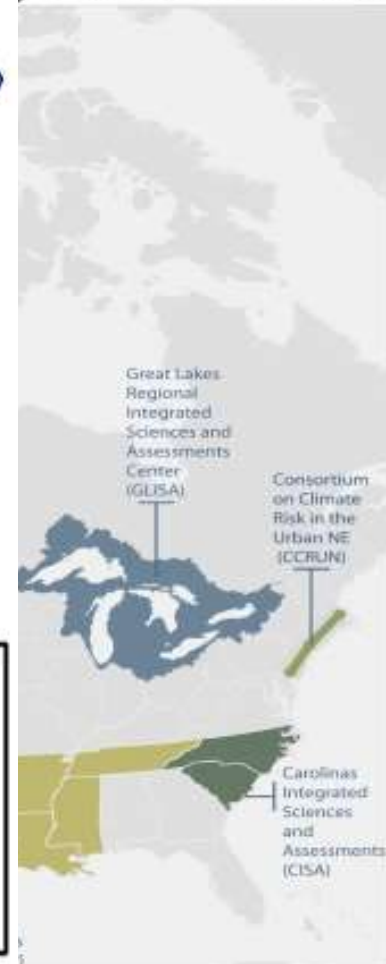 Great Lakes
Regional
Integrated
Sciences and
Assessments
Center
(GLISA)
Consortium
on Climate
Risk in the
Urban NE
(CCRUN)
Carolinas
Integrated
Sciences
and
Assessments
(CISA)